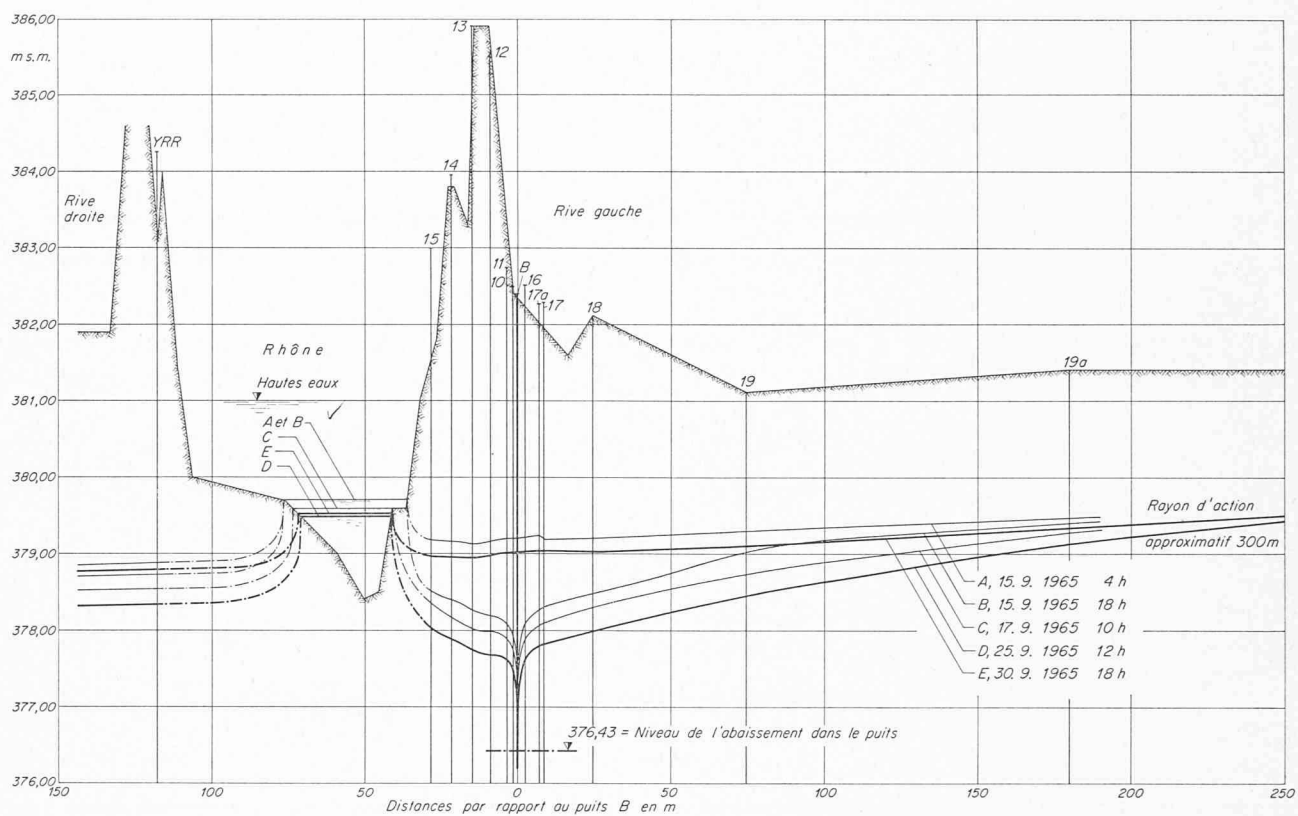 386,00
m s.m.
385,00
384,00
383,00
382,00
381,00
380,00
379,00
378,00
377,00
376,00
13
12
YRR
14
Rive
droite
Rive gauche
15
11
10
B
16
17a
17
18
19
19a
Rhône
Hautes eaux
A et B
C
E
D
Rayon d'action
approximatif 300 m
A, 15. 9. 1965 4 h
B, 15. 9. 1965 18 h
C, 17. 9. 1965 10 h
D, 25. 9. 1965 12 h
E, 30. 9. 1965 18 h
376,43 = Niveau de l'abaissement dans le puits
150 100 50 0 50 100 150 200 250
Distances par rapport au puits B en m